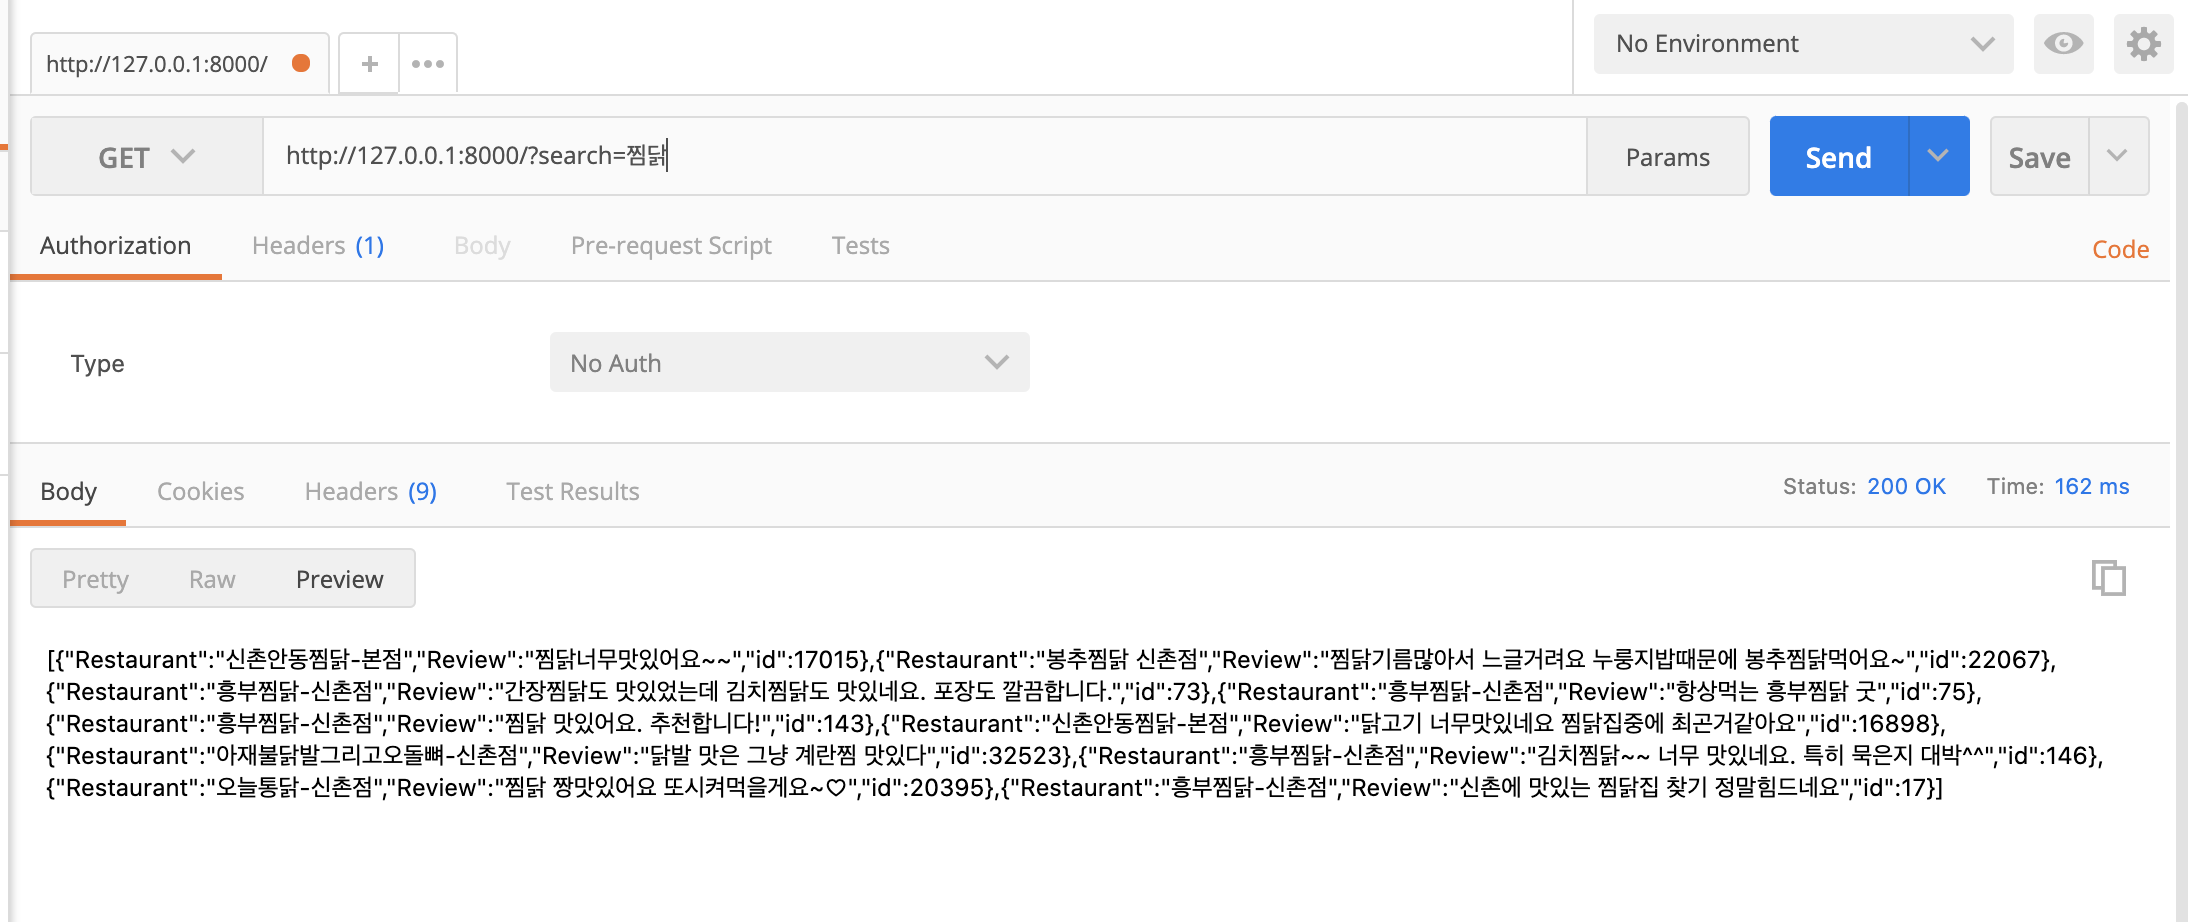 http://127.0.0.1:8000/
No Environment
GET http://127.0.0.1:8000/?search=찜닭 Params Send Save
Authorization Headers (1) Body Pre-request Script Tests Code
Type No Auth
Body Cookies Headers (9) Test Results Status: 200 OK Time: 162 ms
Pretty Raw Preview
[{"Restaurant":"신촌안동찜닭-본점","Review":"찜닭너무맛있어요~~","id":17015},{"Restaurant":"봉추찜닭 신촌점","Review":"찜닭기름많아서 느글거려요 누룽지밥때문에 봉추찜닭먹어요~","id":22067},
{"Restaurant":"흥부찜닭-신촌점","Review":"간장찜닭도 맛있었는데 김치찜닭도 맛있네요. 포장도 깔끔합니다.","id":73},{"Restaurant":"흥부찜닭-신촌점","Review":"항상먹는 흥부찜닭 굿","id":75},
{"Restaurant":"흥부찜닭-신촌점","Review":"찜닭 맛있어요. 추천합니다!","id":143},{"Restaurant":"신촌안동찜닭-본점","Review":"닭고기 너무맛있네요 찜닭집중에 최곤거같아요","id":16898},
{"Restaurant":"아재불닭발그리고오돌뼈-신촌점","Review":"닭발 맛은 그냥 계란찜 맛있다","id":32523},{"Restaurant":"흥부찜닭-신촌점","Review":"김치찜닭~~ 너무 맛있네요. 특히 묵은지 대박^^","id":146},
{"Restaurant":"오늘통닭-신촌점","Review":"찜닭 짱맛있어요 또시켜먹을게요~♡","id":20395},{"Restaurant":"흥부찜닭-신촌점","Review":"신촌에 맛있는 찜닭집 찾기 정말힘드네요","id":17}]